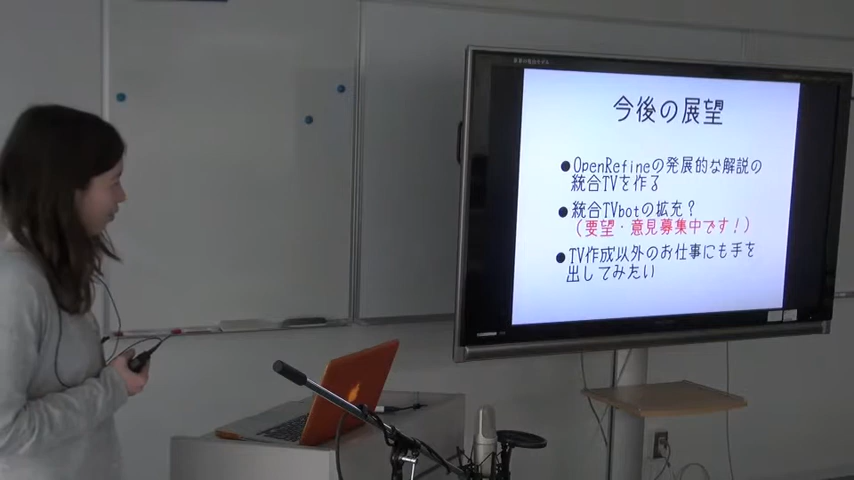 今後の展望
●OpenRefineの発展的な解説の
統合TVを作る
●統合TVbotの拡充？
（要望・意見募集中です！）
●TV作成以外のお仕事にも手を
出してみたい